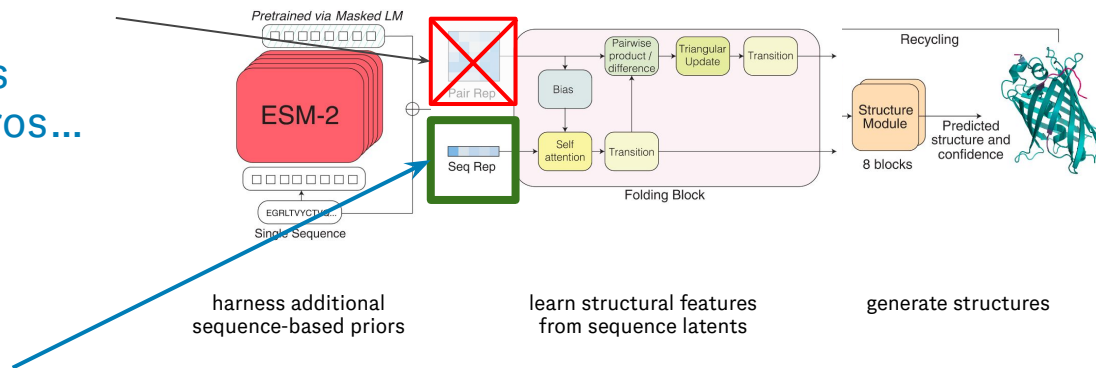 Pretrained via Masked LM
ESM-2
EGRLTVYCTVQ...
Single Sequence
Pair Rep
Seq Rep
Bias
Self
attention
Pairwise
product /
difference
Transition
Triangular
Update
Transition
Folding Block
Recycling
Structure
Module
8 blocks
Predicted
structure and
confidence
harness additional
sequence-based priors
learn structural features
from sequence latents
generate structures